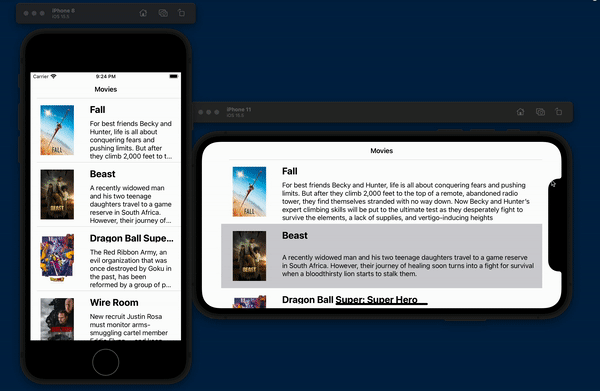 iPhone 8
iOS 15.5
Carrier
9:24 PM
Movies
Fall
For best friends Becky and
Hunter, life is all about
conquering fears and
pushing limits. But after
they climb 2,000 feet to t...
Beast
A recently widowed man
and his two teenage
daughters travel to a game
reserve in South Africa.
However, their journey of...
Dragon Ball Supe...
The Red Ribbon Army, an
evil organization that was
once destroyed by Goku in
the past, has been
reformed by a group of p...
Wire Room
New recruit Justin Rosa
must monitor arms-
smuggling cartel member
iPhone 11
iOS 15.5
Movies
Fall
For best friends Becky and Hunter, life is all about conquering fears and pushing
limits. But after they climb 2,000 feet to the top of a remote, abandoned radio
tower, they find themselves stranded with no way down. Now Becky and Hunter's
expert climbing skills will be put to the ultimate test as they desperately fight to
survive the elements, a lack of supplies, and vertigo-inducing heights
Beast
A recently widowed man and his two teenage daughters travel to a game reserve
in South Africa. However, their journey of healing soon turns into a fight for survival
when a bloodthirsty lion starts to stalk them.
Dragon Ball Super: Super Hero